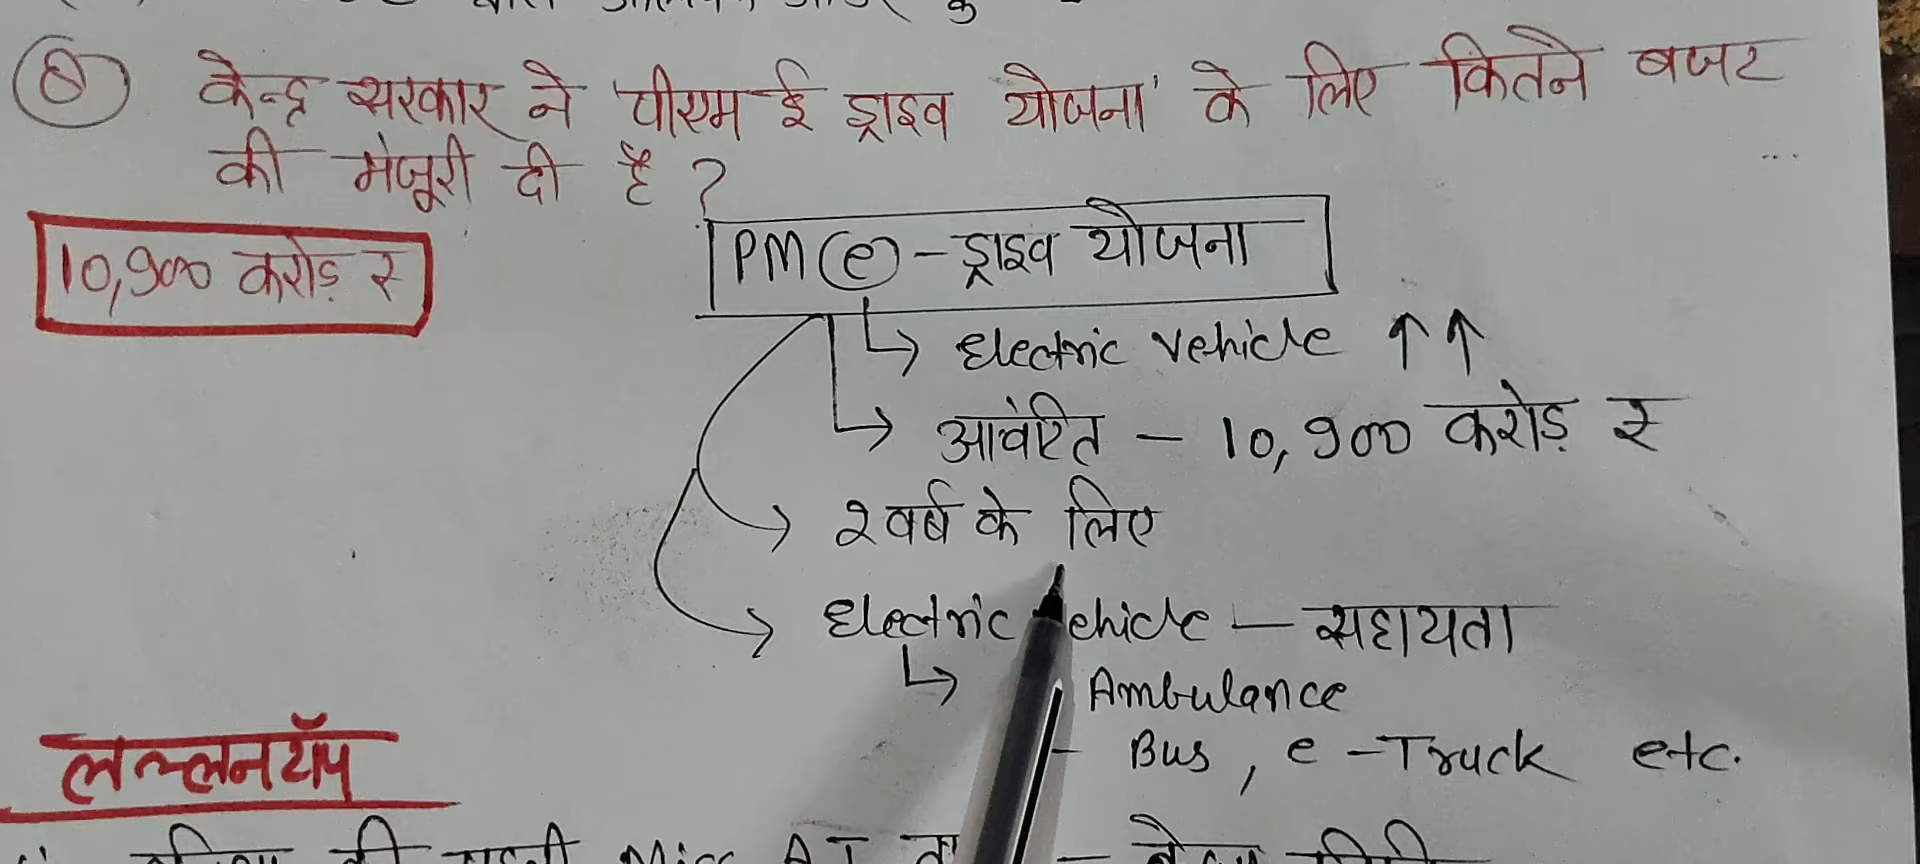 ⑧ केन्द्र सरकार ने 'पीएम ई ड्राइव योजना' के लिए कितने बजट
की मंजूरी दी है ?
10,900 करोड़ ₹
PM (e) - ड्राइव योजना
Electric Vehicle ↑↑
आवंटित - 10,900 करोड़ ₹
2 वर्ष के लिए
Electric ehicle - सहायता
Ambulance
- Bus, e-Truck etc.
लल्लनटॉप